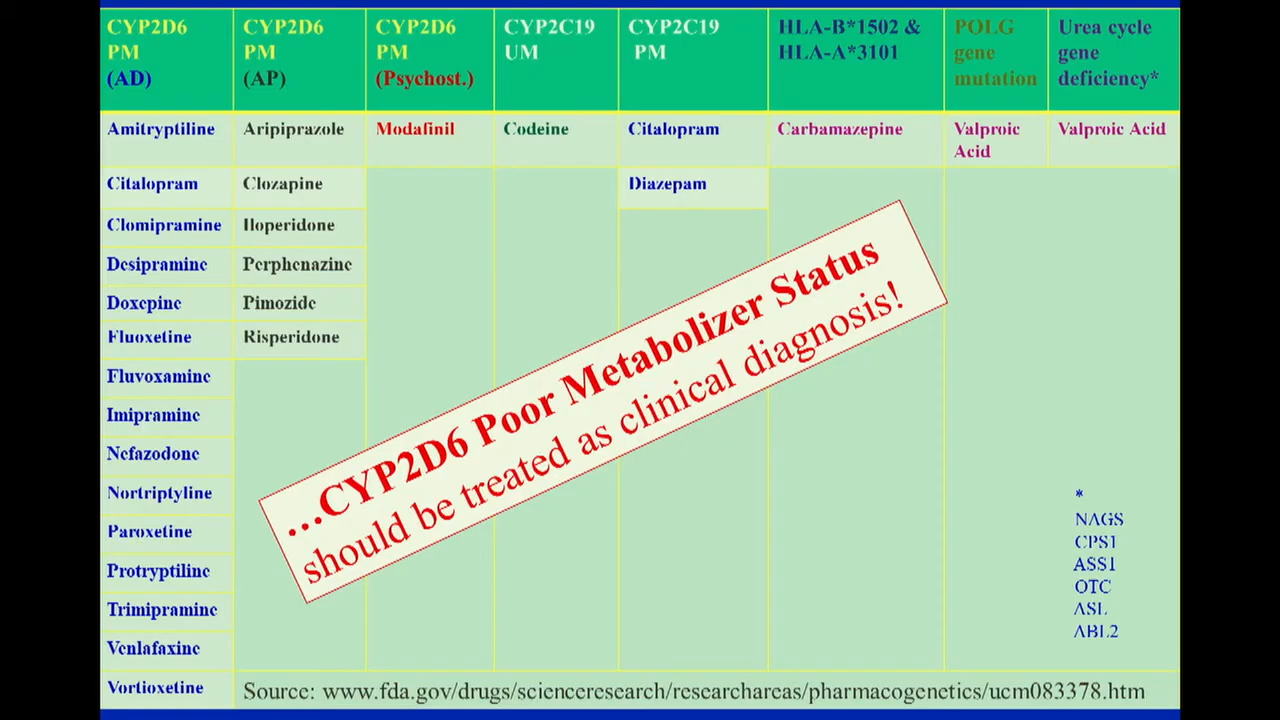 CYP2D6
PM
(AD)
CYP2D6
PM
(AP)
CYP2D6
PM
(Psychost.)
CYP2C19
UM
CYP2C19
PM
HLA-B*1502 &
HLA-A*3101
POLG
gene
mutation
Urea cycle
gene
deficiency*
Amitryptiline
Aripiprazole
Modafinil
Codeine
Citalopram
Carbamazepine
Valproic
Acid
Valproic Acid
Citalopram
Clozapine
Diazepam
Clomipramine
Iloperidone
Desipramine
Perphenazine
Doxepine
Pimozide
Fluoxetine
Risperidone
Fluvoxamine
Imipramine
Nefazodone
Nortriptyline
Paroxetine
Protryptiline
Trimipramine
Venlafaxine
Vortioxetine
...CYP2D6 Poor Metabolizer Status
should be treated as clinical diagnosis!
*
NAGS
CPS1
ASS1
OTC
ASL
ABL2
Source: www.fda.gov/drugs/scienceresearch/researchareas/pharmacogenetics/ucm083378.htm